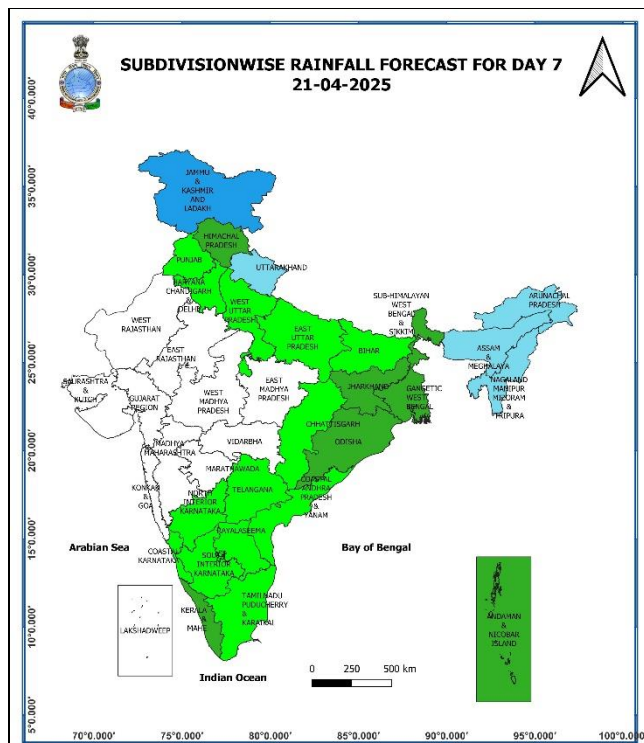 SUBDIVISIONWISE RAINFALL FORECAST FOR DAY 7
21-04-2025
40°0.000'
35°0.000'
30°0.000'
25°0.000'
20°0.000'
15°0.000'
10°0.000'
5°0.000'
JAMMU
&
KASHMIR
AND
LADAKH
HIMACHAL
PRADESH
PUNJAB
UTTARAKHAND
HARYANA
CHANDIGARH
&
DELHI
WEST
UTTAR
PRADESH
SUB-HIMALAYAN
WEST
BENGAL
&
SIKKIM
ARUNACHAL
PRADESH
WEST
RAJASTHAN
EAST
RAJASTHAN
EAST
UTTAR
PRADESH
BIHAR
ASSAM
&
MEGHALAYA
NAGALAND
MANIPUR
MIZORAM
&
TRIPURA
SAURASHTRA
&
KUTCH
GUJARAT
REGION
WEST
MADHYA
PRADESH
EAST
MADHYA
PRADESH
JHARKHAND
GANGETIC
WEST
BENGAL
CHHATTISGARH
ODISHA
VIDARBHA
MADHYA
MAHARASHTRA
MARATHAWADA
KONKAN
&
GOA
NORTH
INTERIOR
KARNATAKA
TELANGANA
COASTAL
ANDHRA
PRADESH
&
YANAM
RAYALASEEMA
Arabian Sea
Bay of Bengal
COASTAL
KARNATAKA
SOUTH
INTERIOR
KARNATAKA
TAMILNADU
PUDUCHERRY
&
KARAIKAL
KERALA
&
MAHE
LAKSHADWEEP
ANDAMAN
&
NICOBAR
ISLAND
Indian Ocean
0 250 500 km
70°0.000' 75°0.000' 80°0.000' 85°0.000' 90°0.000' 95°0.000' 100°0.000'